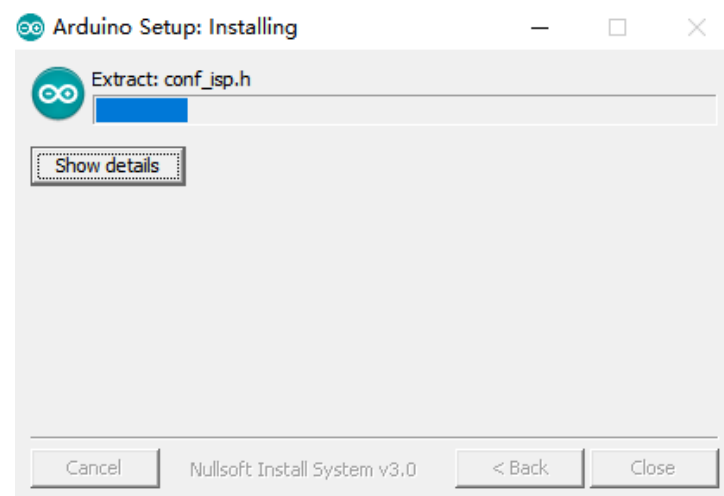 Arduino Setup: Installing
Extract: conf_isp.h
Show details
Cancel
Nullsoft Install System v3.0
< Back
Close